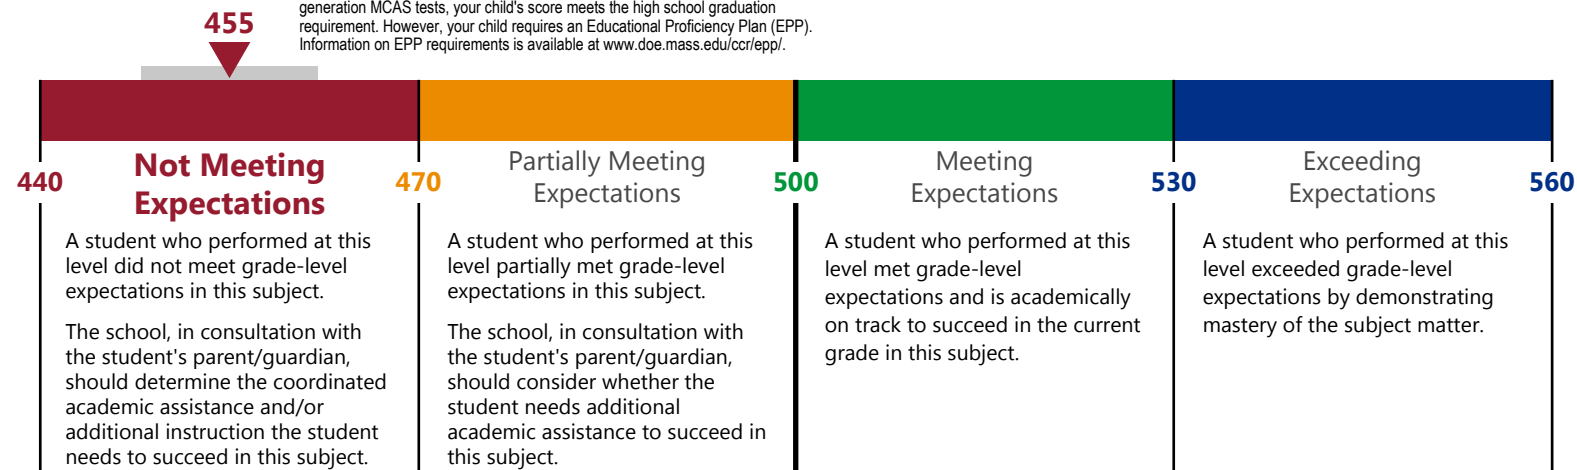 generation MCAS tests, your child's score meets the high school graduation
455
requirement. However, your child requires an Educational Proficiency Plan (EPP).
Information on EPP requirements is available at www.doe.mass.edu/ccr/epp/.
440
Not Meeting
Expectations
470
Partially Meeting
Expectations
500
Meeting
Expectations
530
Exceeding
Expectations
560
A student who performed at this
level did not meet grade-level
expectations in this subject.
The school, in consultation with
the student's parent/guardian,
should determine the coordinated
academic assistance and/or
additional instruction the student
needs to succeed in this subject.
A student who performed at this
level partially met grade-level
expectations in this subject.
The school, in consultation with
the student's parent/guardian,
should consider whether the
student needs additional
academic assistance to succeed in
this subject.
A student who performed at this
level met grade-level
expectations and is academically
on track to succeed in the current
grade in this subject.
A student who performed at this
level exceeded grade-level
expectations by demonstrating
mastery of the subject matter.